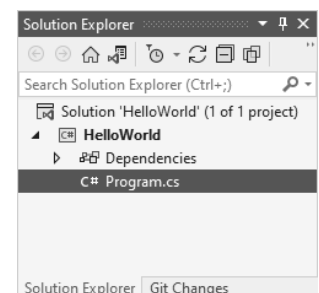 Solution Explorer
Search Solution Explorer (Ctrl+;)
Solution 'HelloWorld' (1 of 1 project)
C# HelloWorld
Dependencies
C# Program.cs
Solution Explorer Git Changes